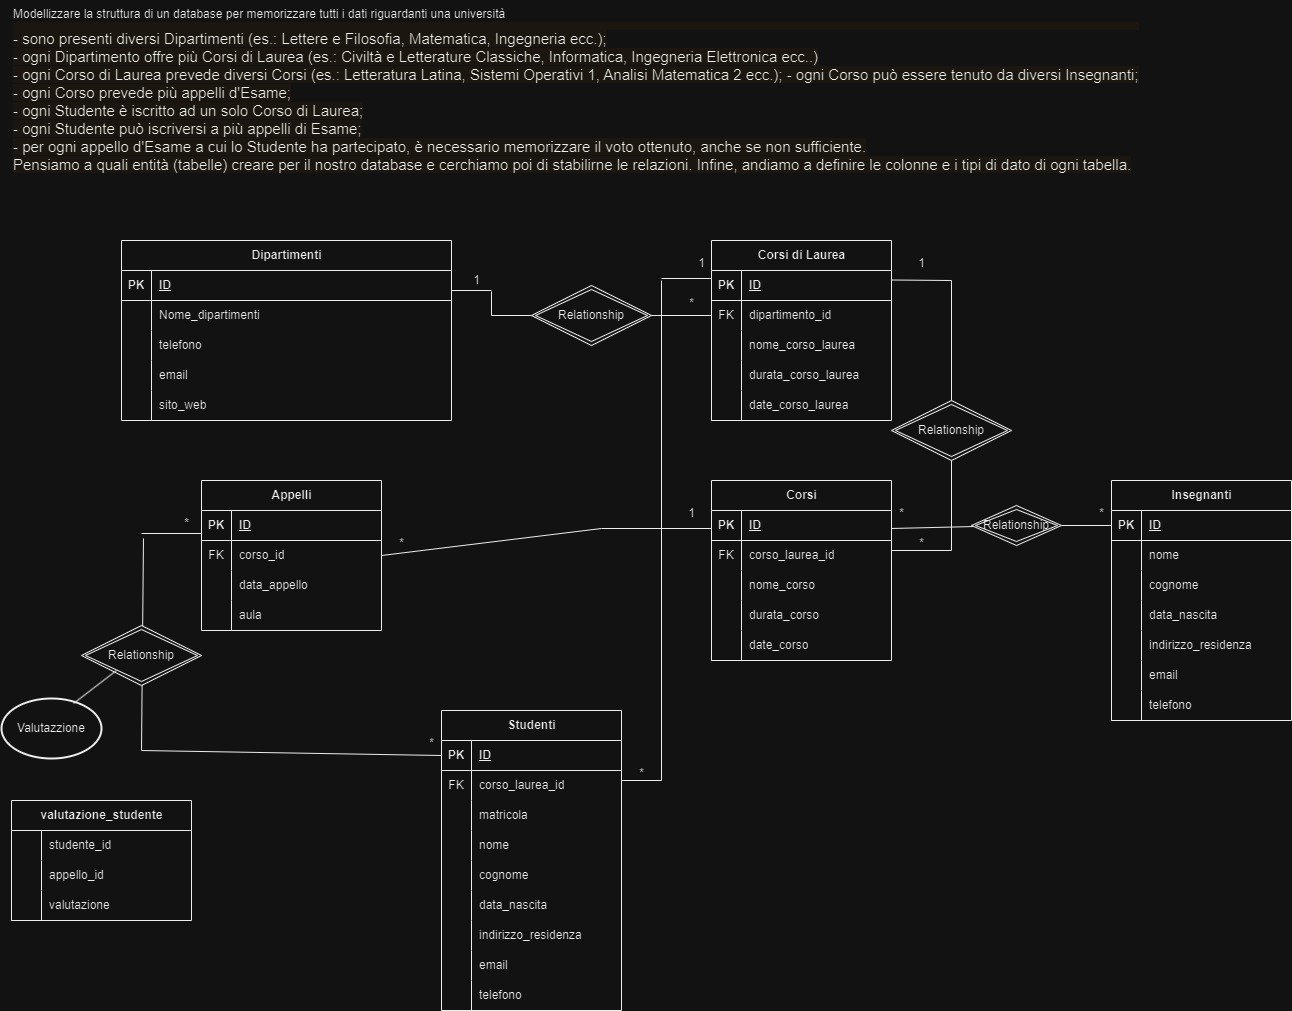 Modellizzare la struttura di un database per memorizzare tutti i dati riguardanti una università
- sono presenti diversi Dipartimenti (es.: Lettere e Filosofia, Matematica, Ingegneria ecc.);
- ogni Dipartimento offre più Corsi di Laurea (es.: Civiltà e Letterature Classiche, Informatica, Ingegneria Elettronica ecc..)
- ogni Corso di Laurea prevede diversi Corsi (es.: Letteratura Latina, Sistemi Operativi 1, Analisi Matematica 2 ecc.); - ogni Corso può essere tenuto da diversi Insegnanti;
- ogni Corso prevede più appelli d'Esame;
- ogni Studente è iscritto ad un solo Corso di Laurea;
- ogni Studente può iscriversi a più appelli di Esame;
- per ogni appello d'Esame a cui lo Studente ha partecipato, è necessario memorizzare il voto ottenuto, anche se non sufficiente.
Pensiamo a quali entità (tabelle) creare per il nostro database e cerchiamo poi di stabilirne le relazioni. Infine, andiamo a definire le colonne e i tipi di dato di ogni tabella.
Dipartimenti
PK ID
Nome_dipartimenti
telefono
email
sito_web
1
Relationship
*
1
Corsi di Laurea
PK ID
FK dipartimento_id
nome_corso_laurea
durata_corso_laurea
date_corso_laurea
1
Relationship
Appelli
PK ID
FK corso_id
data_appello
aula
*
*
1
Corsi
PK ID
FK corso_laurea_id
nome_corso
durata_corso
date_corso
*
*
Relationship
*
Insegnanti
PK ID
nome
cognome
data_nascita
indirizzo_residenza
email
telefono
Relationship
Valutazzione
*
Studenti
PK ID
FK corso_laurea_id
matricola
nome
cognome
data_nascita
indirizzo_residenza
email
telefono
*
valutazione_studente
studente_id
appello_id
valutazione